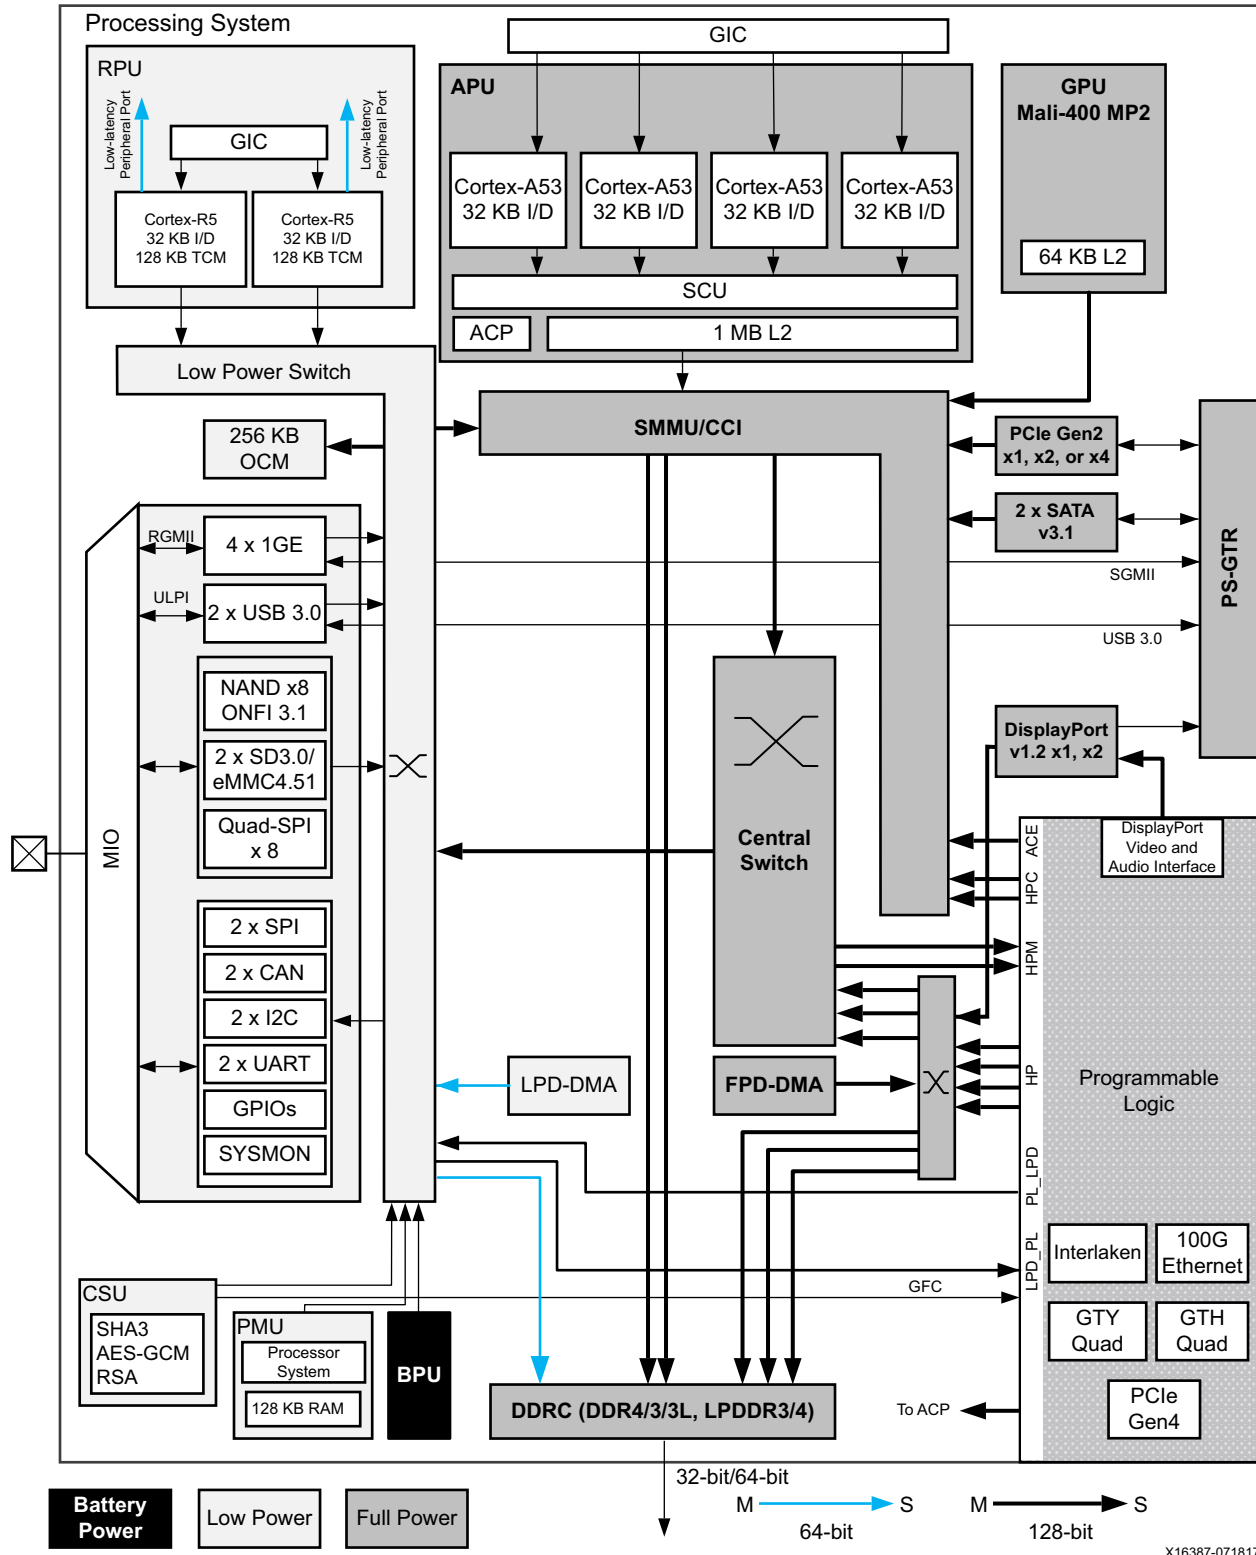 Processing System
RPU
Low-latency
Peripheral Port
Low-latency
Peripheral Port
GIC
Cortex-R5
32 KB I/D
128 KB TCM
Cortex-R5
32 KB I/D
128 KB TCM
GIC
APU
Cortex-A53
32 KB I/D
Cortex-A53
32 KB I/D
Cortex-A53
32 KB I/D
Cortex-A53
32 KB I/D
SCU
ACP
1 MB L2
GPU
Mali-400 MP2
64 KB L2
Low Power Switch
256 KB
OCM
SMMU/CCI
PCIe Gen2
x1, x2, or x4
2 x SATA
v3.1
PS-GTR
RGMII
4 x 1GE
SGMII
ULPI
2 x USB 3.0
USB 3.0
NAND x8
ONFI 3.1
2 x SD3.0/
eMMC4.51
Quad-SPI
x 8
MIO
Central
Switch
DisplayPort
v1.2 x1, x2
DisplayPort
Video and
Audio Interface
ACE
HPC
HPM
HP
PL_LPD
LPD_PL
2 x SPI
2 x CAN
2 x I2C
2 x UART
GPIOs
SYSMON
LPD-DMA
FPD-DMA
Programmable
Logic
Interlaken
100G
Ethernet
GTY
Quad
GTH
Quad
PCIe
Gen4
CSU
SHA3
AES-GCM
RSA
PMU
Processor
System
128 KB RAM
BPU
GFC
DDRC (DDR4/3/3L, LPDDR3/4)
To ACP
32-bit/64-bit
Battery
Power
Low Power
Full Power
M
S
64-bit
M
S
128-bit
X16387-071817